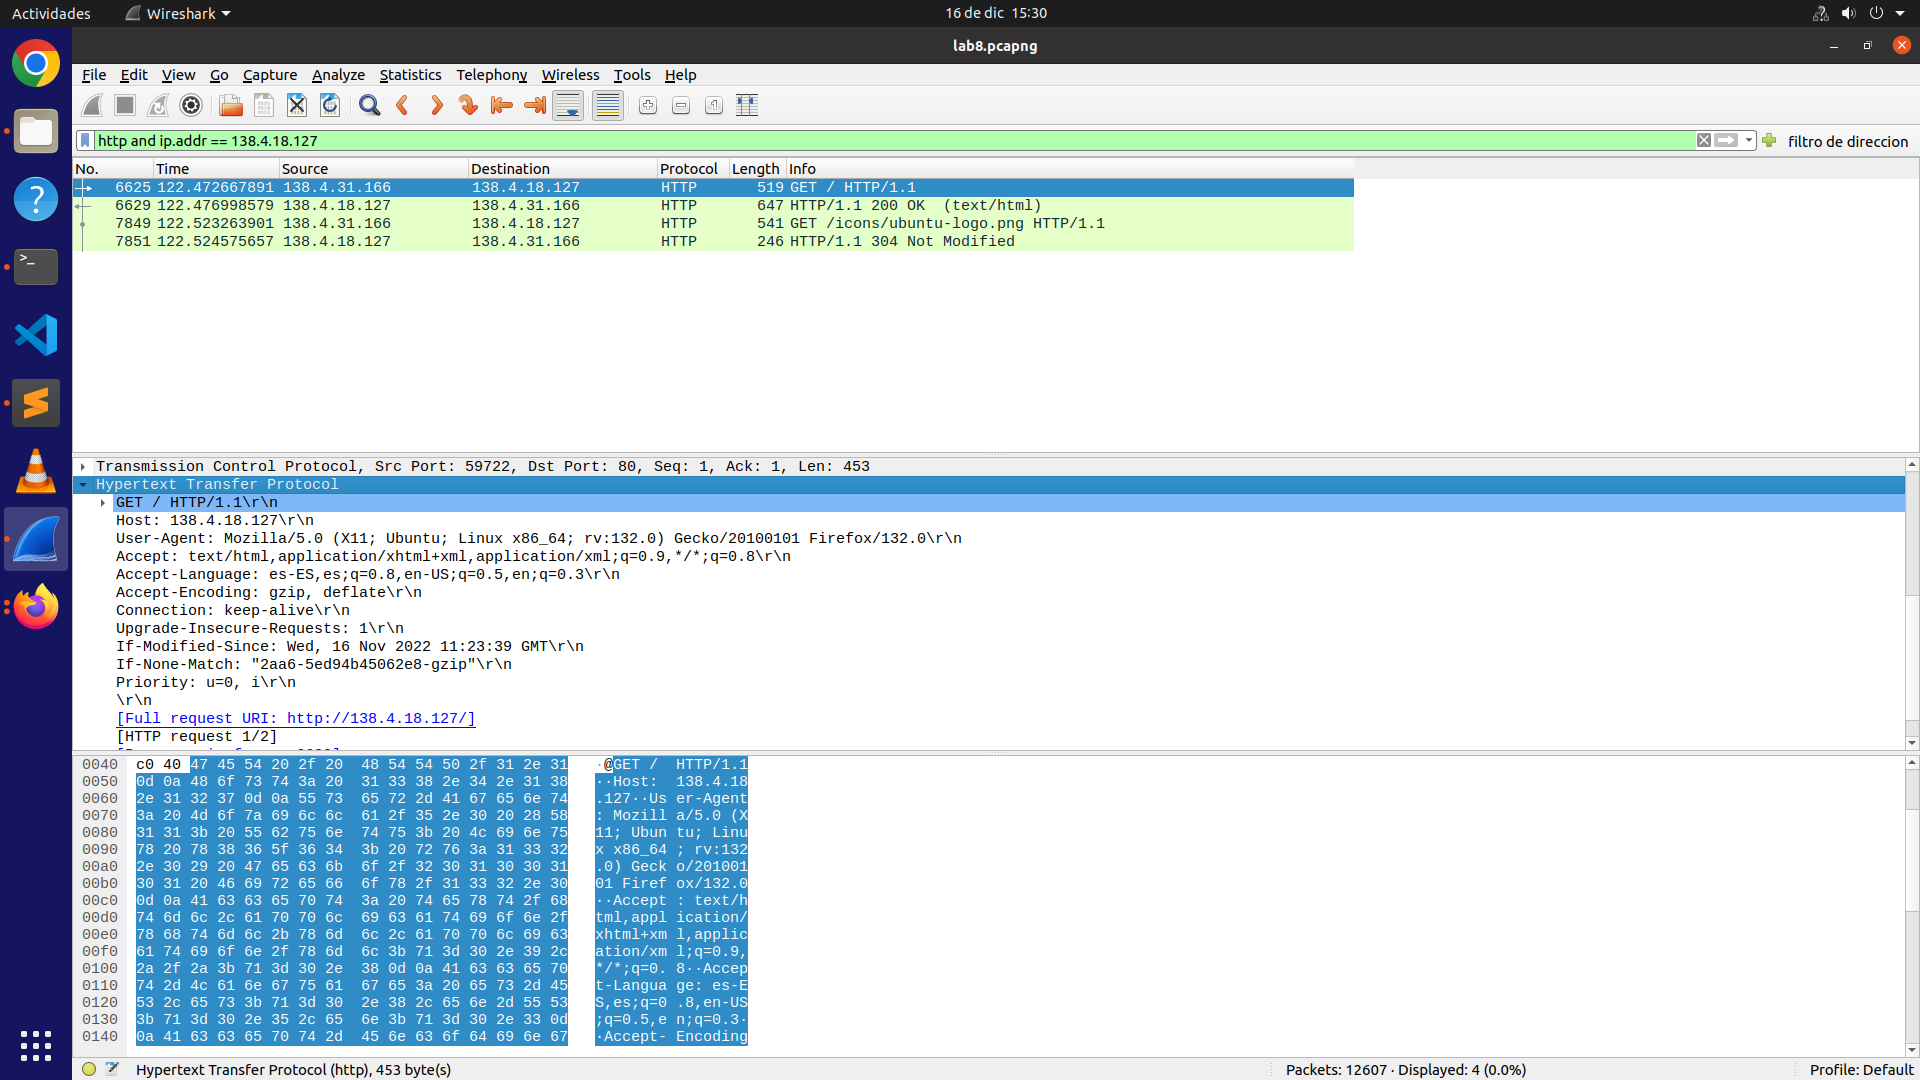 Actividades Wireshark 16 de dic 15:30
lab8.pcapng
File Edit View Go Capture Analyze Statistics Telephony Wireless Tools Help
http and ip.addr == 138.4.18.127 filtro de direccion
No. Time Source Destination Protocol Length Info
6625 122.472667891 138.4.31.166 138.4.18.127 HTTP 519 GET / HTTP/1.1
6629 122.476998579 138.4.18.127 138.4.31.166 HTTP 647 HTTP/1.1 200 OK (text/html)
7849 122.523263901 138.4.31.166 138.4.18.127 HTTP 541 GET /icons/ubuntu-logo.png HTTP/1.1
7851 122.524575657 138.4.18.127 138.4.31.166 HTTP 246 HTTP/1.1 304 Not Modified
Transmission Control Protocol, Src Port: 59722, Dst Port: 80, Seq: 1, Ack: 1, Len: 453
Hypertext Transfer Protocol
GET / HTTP/1.1\r\n
Host: 138.4.18.127\r\n
User-Agent: Mozilla/5.0 (X11; Ubuntu; Linux x86_64; rv:132.0) Gecko/20100101 Firefox/132.0\r\n
Accept: text/html,application/xhtml+xml,application/xml;q=0.9,*/*;q=0.8\r\n
Accept-Language: es-ES,es;q=0.8,en-US;q=0.5,en;q=0.3\r\n
Accept-Encoding: gzip, deflate\r\n
Connection: keep-alive\r\n
Upgrade-Insecure-Requests: 1\r\n
If-Modified-Since: Wed, 16 Nov 2022 11:23:39 GMT\r\n
If-None-Match: "2aa6-5ed94b45062e8-gzip"\r\n
Priority: u=0, i\r\n
\r\n
[Full request URI: http://138.4.18.127/]
[HTTP request 1/2]
0040 c0 40 47 45 54 20 2f 20 48 54 54 50 2f 31 2e 31 ·@GET / HTTP/1.1
0050 0d 0a 48 6f 73 74 3a 20 31 33 38 2e 34 2e 31 38 ··Host: 138.4.18
0060 2e 31 32 37 0d 0a 55 73 65 72 2d 41 67 65 6e 74 .127··Us er-Agent
0070 3a 20 4d 6f 7a 69 6c 6c 61 2f 35 2e 30 20 28 58 : Mozill a/5.0 (X
0080 31 31 3b 20 55 62 75 6e 74 75 3b 20 4c 69 6e 75 11; Ubun tu; Linu
0090 78 20 78 38 36 5f 36 34 3b 20 72 76 3a 31 33 32 x x86_64 ; rv:132
00a0 2e 30 29 20 47 65 63 6b 6f 2f 32 30 31 30 30 31 .0) Geck o/201001
00b0 30 31 20 46 69 72 65 66 6f 78 2f 31 33 32 2e 30 01 Firef ox/132.0
00c0 0d 0a 41 63 63 65 70 74 3a 20 74 65 78 74 2f 68 ··Accept : text/h
00d0 74 6d 6c 2c 61 70 70 6c 69 63 61 74 69 6f 6e 2f tml,appl ication/
00e0 78 68 74 6d 6c 2b 78 6d 6c 2c 61 70 70 6c 69 63 xhtml+xm l,applic
00f0 61 74 69 6f 6e 2f 78 6d 6c 3b 71 3d 30 2e 39 2c ation/xm l;q=0.9,
0100 2a 2f 2a 3b 71 3d 30 2e 38 0d 0a 41 63 63 65 70 */*;q=0. 8··Accep
0110 74 2d 4c 61 6e 67 75 61 67 65 3a 20 65 73 2d 45 t-Langua ge: es-E
0120 53 2c 65 73 3b 71 3d 30 2e 38 2c 65 6e 2d 55 53 S,es;q=0 .8,en-US
0130 3b 71 3d 30 2e 35 2c 65 6e 3b 71 3d 30 2e 33 0d ;q=0.5,e n;q=0.3·
0140 0a 41 63 63 65 70 74 2d 45 6e 63 6f 64 69 6e 67 ·Accept- Encoding
Hypertext Transfer Protocol (http), 453 byte(s) Packets: 12607 · Displayed: 4 (0.0%) Profile: Default